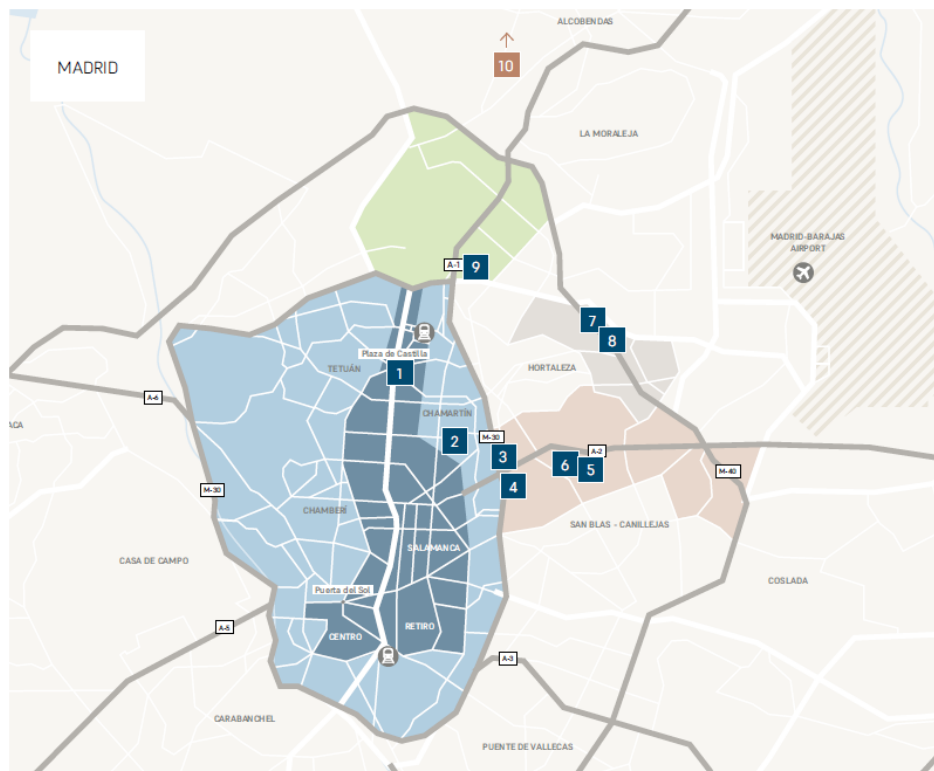 ALCOBENDAS
10
MADRID
LA MORALEJA
MADRID-BARAJAS
AIRPORT
A-1
9
7
8
Plaza de Castilla
TETUÁN
1
HORTALEZA
A-6
CHAMARTÍN
ACA
M-30
2
3
A-2
6
5
M-40
4
M-30
CHAMBERÍ
SAN BLAS - CANILLEJAS
SALAMANCA
CASA DE CAMPO
COSLADA
Puerta del Sol
A-5
CENTRO
RETIRO
A-3
CARABANCHEL
PUENTE DE VALLECAS